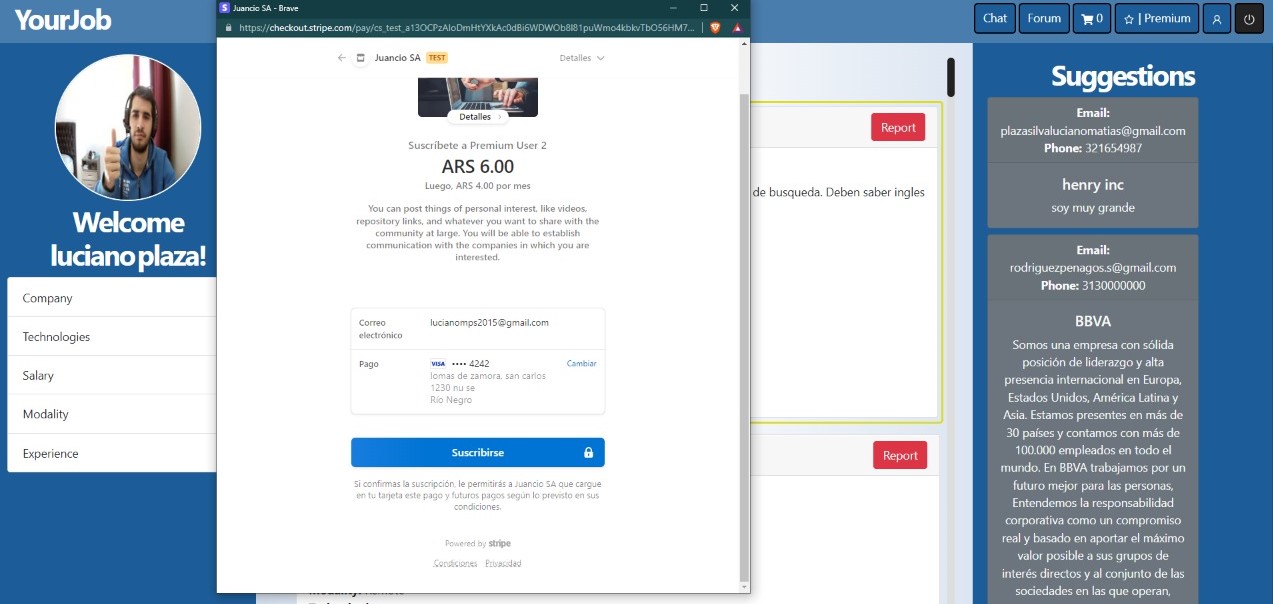 YourJob
Chat
Forum
0
| Premium
Welcome
luciano plaza!
Company
Technologies
Salary
Modality
Experience
Juancio SA - Brave
https://checkout.stripe.com/pay/cs_test_a13OCPzAIoDmHtYXkAc0dBi6WDWOb8I81puWmo4kbkvTbO56HM7...
Juancio SA TEST
Detalles
Detalles
Suscríbete a Premium User 2
ARS 6.00
Luego, ARS 4.00 por mes
You can post things of personal interest, like videos,
repository links, and whatever you want to share with the
community at large. You will be able to establish
communication with the companies in which you are
interested.
Correo
electrónico
lucianomps2015@gmail.com
Pago
VISA •••• 4242
Cambiar
lomas de zamora, san carlos
1230 nu se
Río Negro
Suscribirse
Si confirmas la suscripción, le permitirás a Juancio SA que cargue
en tu tarjeta este pago y futuros pagos según lo previsto en sus
condiciones.
Powered by stripe
Condiciones Privacidad
Report
de busqueda. Deben saber ingles
Report
Suggestions
Email:
plazasilvalucianomatias@gmail.com
Phone: 321654987
henry inc
soy muy grande
Email:
rodriguezpenagos.s@gmail.com
Phone: 3130000000
BBVA
Somos una empresa con sólida
posición de liderazgo y alta
presencia internacional en Europa,
Estados Unidos, América Latina y
Asia. Estamos presentes en más de
30 países y contamos con más de
100.000 empleados en todo el
mundo. En BBVA trabajamos por un
futuro mejor para las personas,
Entendemos la responsabilidad
corporativa como un compromiso
real y basado en aportar el máximo
valor posible a sus grupos de
interés directos y al conjunto de las
sociedades en las que operan,